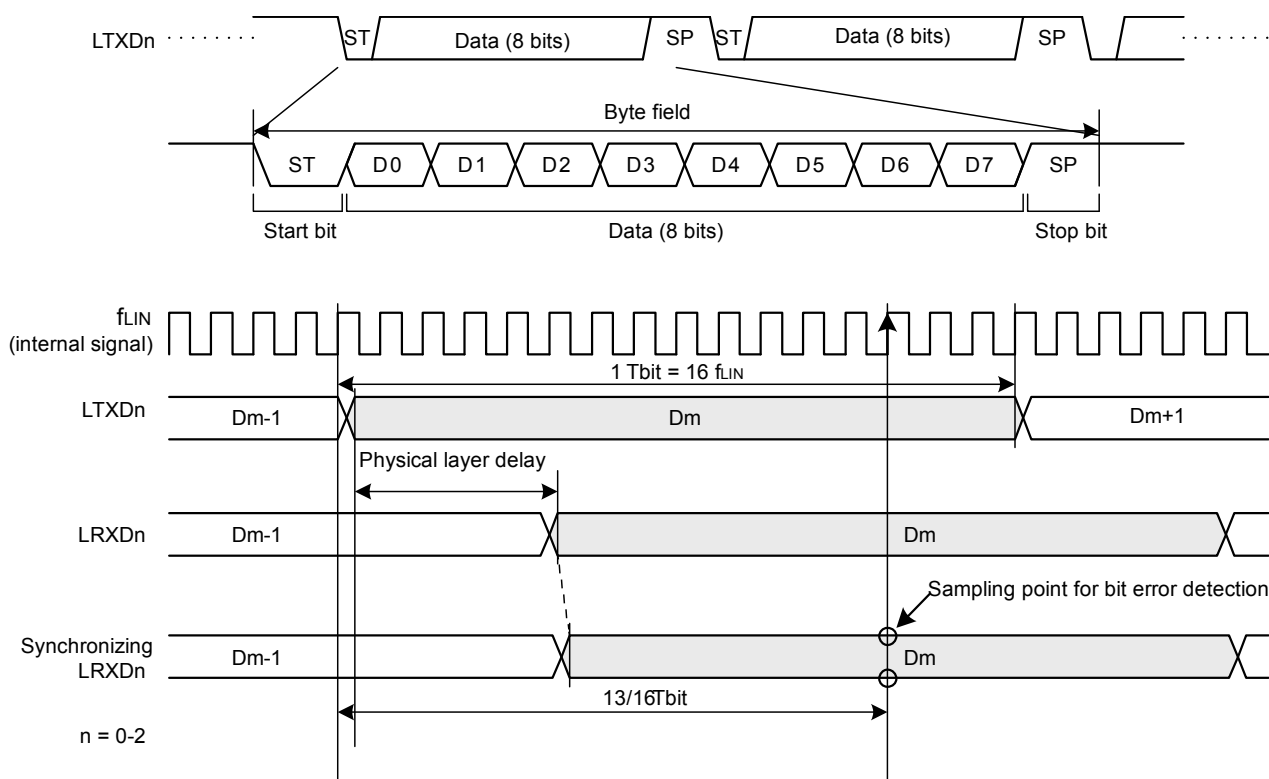 LTXDn ST Data (8 bits) SP ST Data (8 bits) SP
Byte field
ST D0 D1 D2 D3 D4 D5 D6 D7 SP
Start bit Data (8 bits) Stop bit
fLIN
(internal signal)
1 Tbit = 16 fLIN
LTXDn Dm-1 Dm Dm+1
Physical layer delay
LRXDn Dm-1 Dm
Sampling point for bit error detection
Synchronizing
LRXDn
Dm-1 Dm
13/16Tbit
n = 0-2